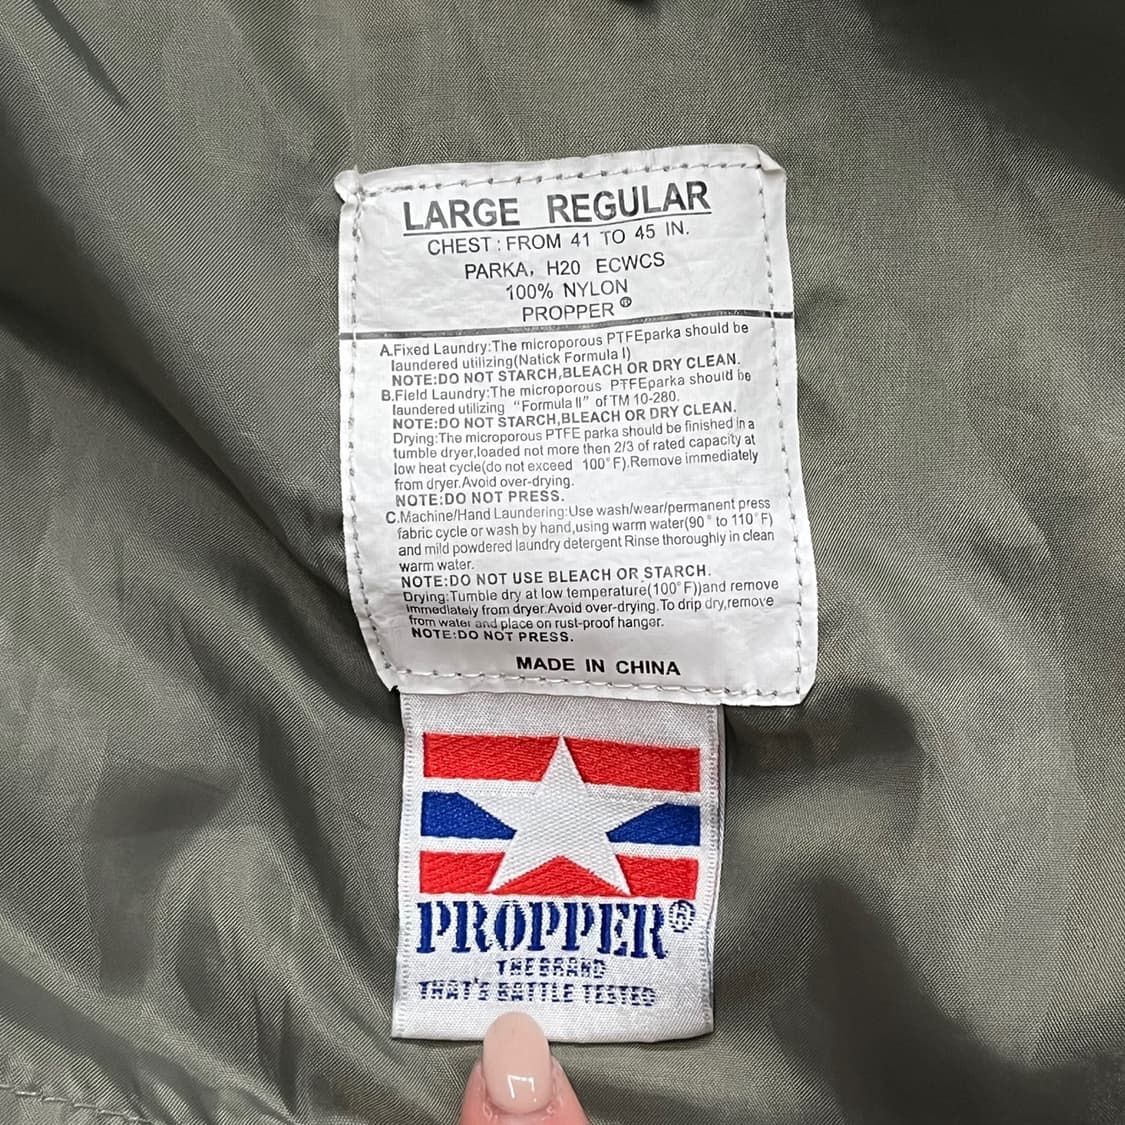 LARGE REGULAR
CHEST : FROM 41 TO 45 IN.
PARKA, H20 ECWCS
100% NYLON
PROPPER ®
A.Fixed Laundry:The microporous PTFEparka should be
laundered utilizing(Natick Formula I)
NOTE:DO NOT STARCH,BLEACH OR DRY CLEAN.
B.Field Laundry:The microporous PTFEparka should be
laundered utilizing "Formula II" of TM 10-280.
NOTE:DO NOT STARCH,BLEACH OR DRY CLEAN.
Drying:The microporous PTFE parka should be finished in a
tumble dryer,loaded not more then 2/3 of rated capacity at
low heat cycle(do not exceed 100°F).Remove immediately
from dryer.Avoid over-drying.
NOTE:DO NOT PRESS.
C.Machine/Hand Laundering:Use wash/wear/permanent press
fabric cycle or wash by hand,using warm water(90° to 110°F)
and mild powdered laundry detergent Rinse thoroughly in clean
warm water.
NOTE:DO NOT USE BLEACH OR STARCH.
Drying:Tumble dry at low temperature(100°F))and remove
immediately from dryer.Avoid over-drying.To drip dry,remove
from water and place on rust-proof hanger.
NOTE:DO NOT PRESS.
MADE IN CHINA
PROPPER®
THE BRAND
THAT'S BATTLE TESTED